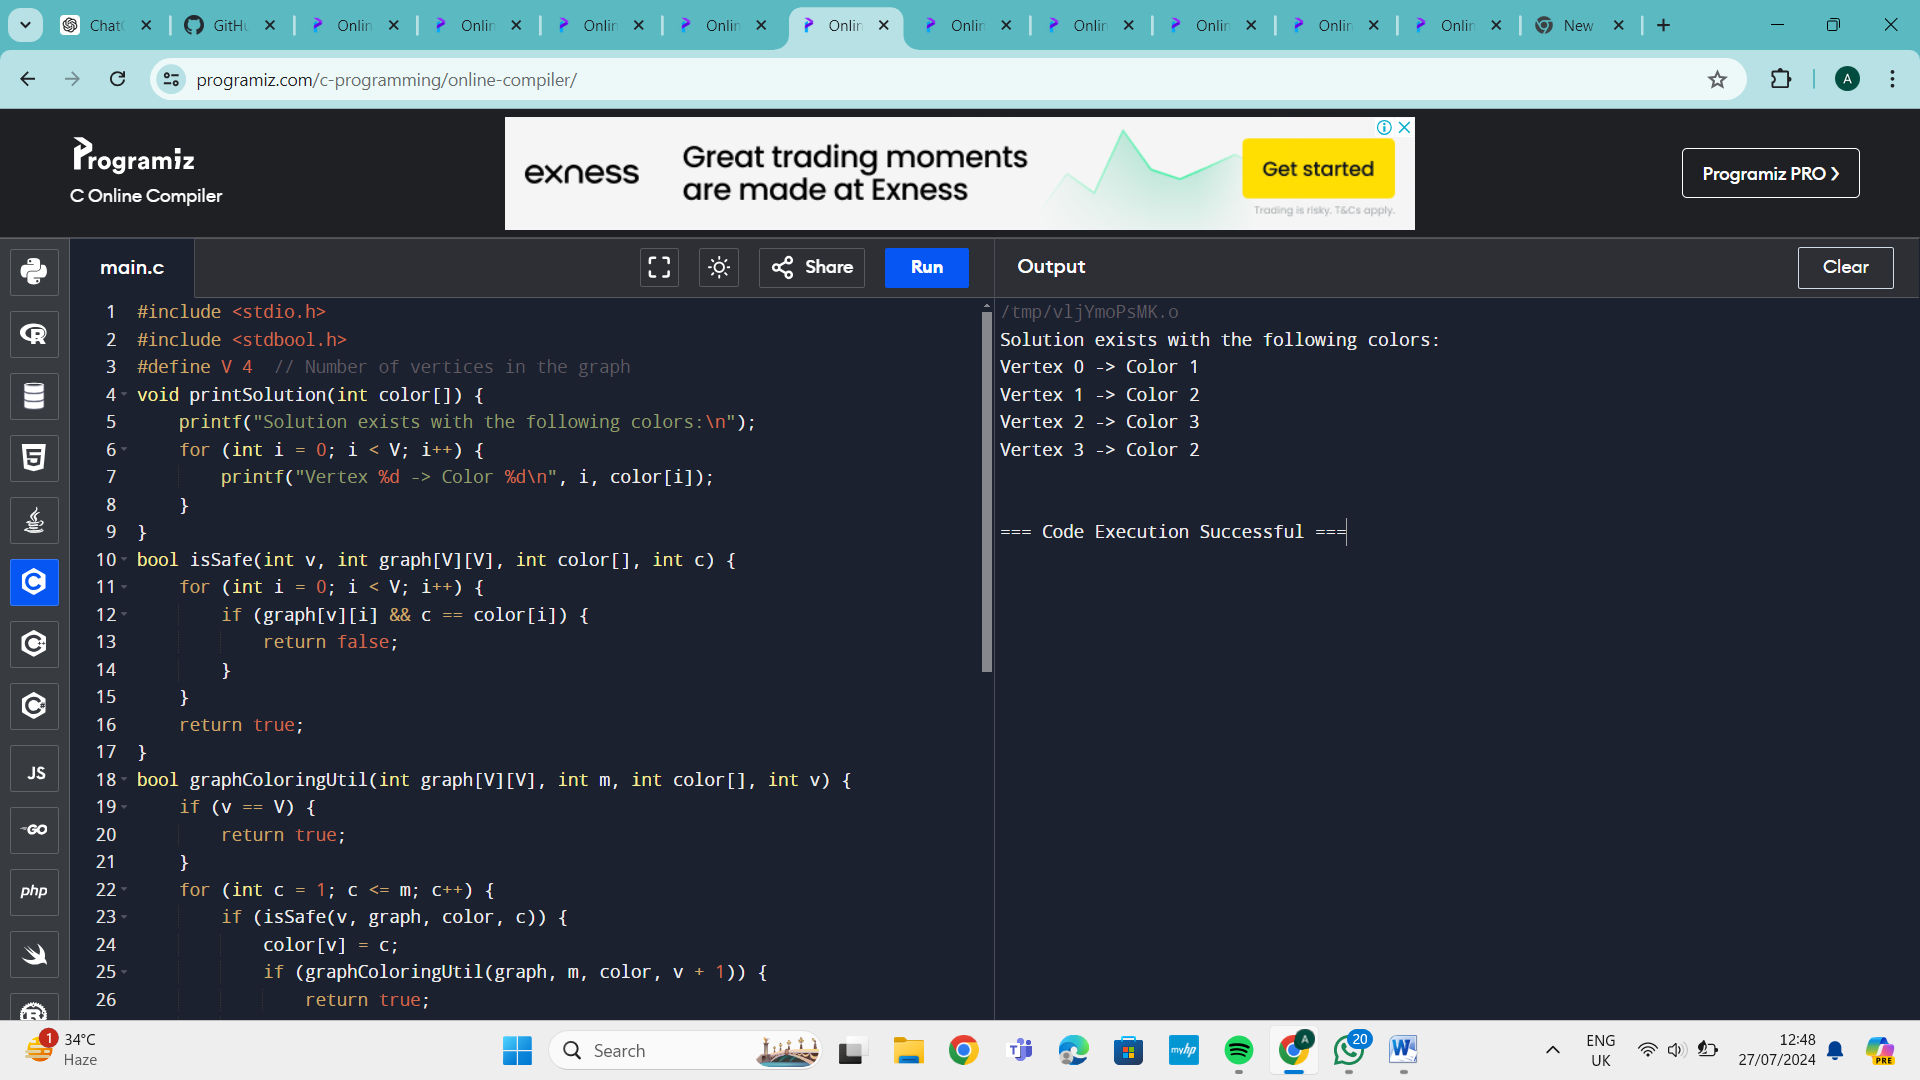 Chat
GitHu
Onlin
Onlin
Onlin
Onlin
Onlin
Onlin
Onlin
Onlin
Onlin
Onlin
New
programiz.com/c-programming/online-compiler/
A
Programiz
C Online Compiler
exness
Great trading moments
are made at Exness
Get started
Trading is risky. T&Cs apply.
Programiz PRO
main.c
Share
Run
Output
Clear
1 #include <stdio.h>
2 #include <stdbool.h>
3 #define V 4 // Number of vertices in the graph
4 void printSolution(int color[]) {
5 printf("Solution exists with the following colors:\n");
6 for (int i = 0; i < V; i++) {
7 printf("Vertex %d -> Color %d\n", i, color[i]);
8 }
9 }
10 bool isSafe(int v, int graph[V][V], int color[], int c) {
11 for (int i = 0; i < V; i++) {
12 if (graph[v][i] && c == color[i]) {
13 return false;
14 }
15 }
16 return true;
17 }
18 bool graphColoringUtil(int graph[V][V], int m, int color[], int v) {
19 if (v == V) {
20 return true;
21 }
22 for (int c = 1; c <= m; c++) {
23 if (isSafe(v, graph, color, c)) {
24 color[v] = c;
25 if (graphColoringUtil(graph, m, color, v + 1)) {
26 return true;
/tmp/vljYmoPsMK.o
Solution exists with the following colors:
Vertex 0 -> Color 1
Vertex 1 -> Color 2
Vertex 2 -> Color 3
Vertex 3 -> Color 2
=== Code Execution Successful ===
JS
GO
php
1
34°C
Haze
Search
myhp
A
20
W
ENG
UK
12:48
27/07/2024
PRE